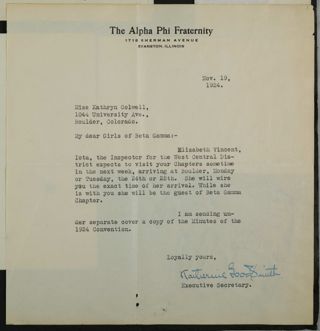 The Alpha Phi Fraternity
1716 SHERMAN AVENUE
EVANSTON, ILLINOIS
Nov. 19,
1924.
Miss Kathryn Colwell,
1044 University Ave.,
Boulder, Colorado.
My dear Girls of Beta Gamma:-
Elizabeth Vincent,
Iota, the Inspector for the West Central Dis-
trict expects to visit your Chapters sometime
in the next week, arriving at Boulder, Monday
or Tuesday, the 24th or 25th. She will wire
you the exact time of her arrival. While she
is with you she will be the guest of Beta Gamma
Chapter.
I am sending un-
der separate cover a copy of the Minutes of the
1924 Convention.
Loyally yours,
Katherine Good Smith
Executive Secretary.